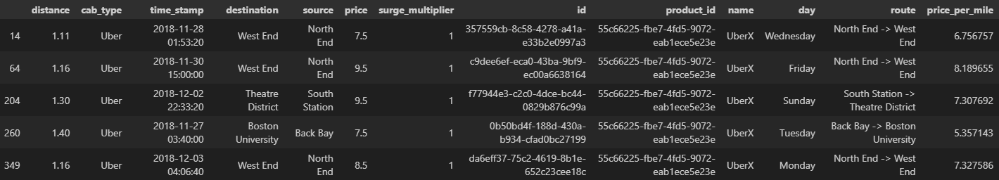 distance cab_type time_stamp destination source price surge_multiplier id product_id name day route price_per_mile
14 1.11 Uber 2018-11-28 01:53:20 West End North End 7.5 1 357559cb-8c58-4278-a41a-e33b2e0997a3 55c66225-fbe7-4fd5-9072-eab1ece5e23e UberX Wednesday North End -> West End 6.756757
64 1.16 Uber 2018-11-30 15:00:00 West End North End 9.5 1 c9dee6ef-eca0-43ba-9bf9-ec00a6638164 55c66225-fbe7-4fd5-9072-eab1ece5e23e UberX Friday North End -> West End 8.189655
204 1.30 Uber 2018-12-02 22:33:20 Theatre District South Station 9.5 1 f77944e3-c2c0-4dce-bc44-0829b876c99a 55c66225-fbe7-4fd5-9072-eab1ece5e23e UberX Sunday South Station -> Theatre District 7.307692
260 1.40 Uber 2018-11-27 03:40:00 Boston University Back Bay 7.5 1 0b50bd4f-188d-430a-b934-cfad0bc27199 55c66225-fbe7-4fd5-9072-eab1ece5e23e UberX Tuesday Back Bay -> Boston University 5.357143
349 1.16 Uber 2018-12-03 04:06:40 West End North End 8.5 1 da6eff37-75c2-4619-8b1e-652c23cee18c 55c66225-fbe7-4fd5-9072-eab1ece5e23e UberX Monday North End -> West End 7.327586